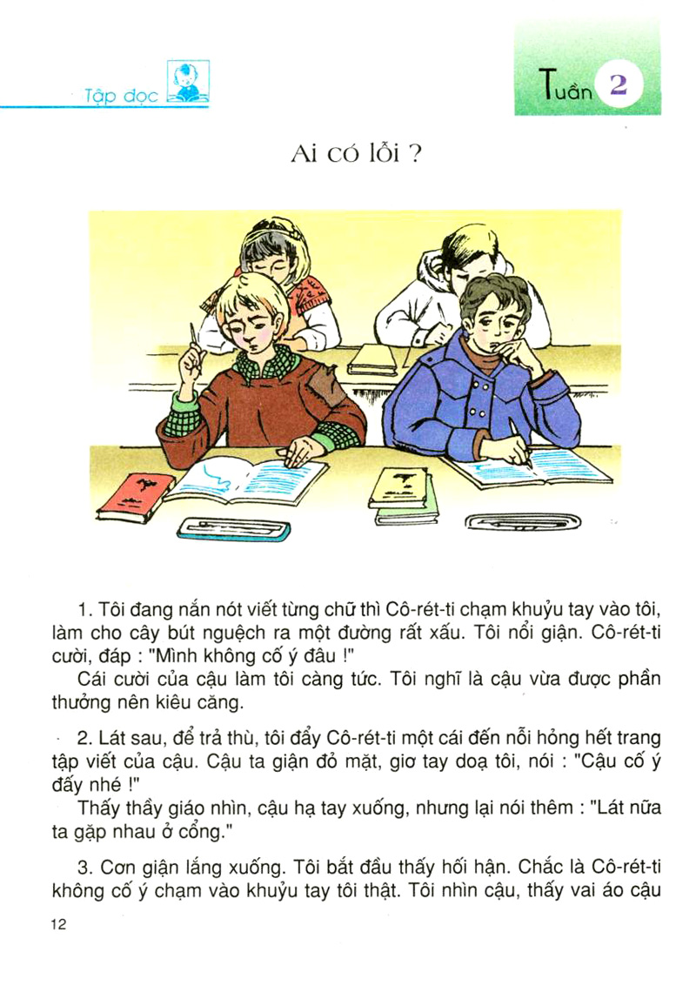 Tập đọc
Tuần 2
Ai có lỗi ?
1. Tôi đang nắn nót viết từng chữ thì Cô-rét-ti chạm khuỷu tay vào tôi,
làm cho cây bút nguệch ra một đường rất xấu. Tôi nổi giận. Cô-rét-ti
cười, đáp : "Mình không cố ý đâu !"
Cái cười của cậu làm tôi càng tức. Tôi nghĩ là cậu vừa được phần
thưởng nên kiêu căng.
2. Lát sau, để trả thù, tôi đẩy Cô-rét-ti một cái đến nỗi hỏng hết trang
tập viết của cậu. Cậu ta giận đỏ mặt, giơ tay doạ tôi, nói : "Cậu cố ý
đấy nhé !"
Thấy thầy giáo nhìn, cậu hạ tay xuống, nhưng lại nói thêm : "Lát nữa
ta gặp nhau ở cổng."
3. Cơn giận lắng xuống. Tôi bắt đầu thấy hối hận. Chắc là Cô-rét-ti
không cố ý chạm vào khuỷu tay tôi thật. Tôi nhìn cậu, thấy vai áo cậu
12